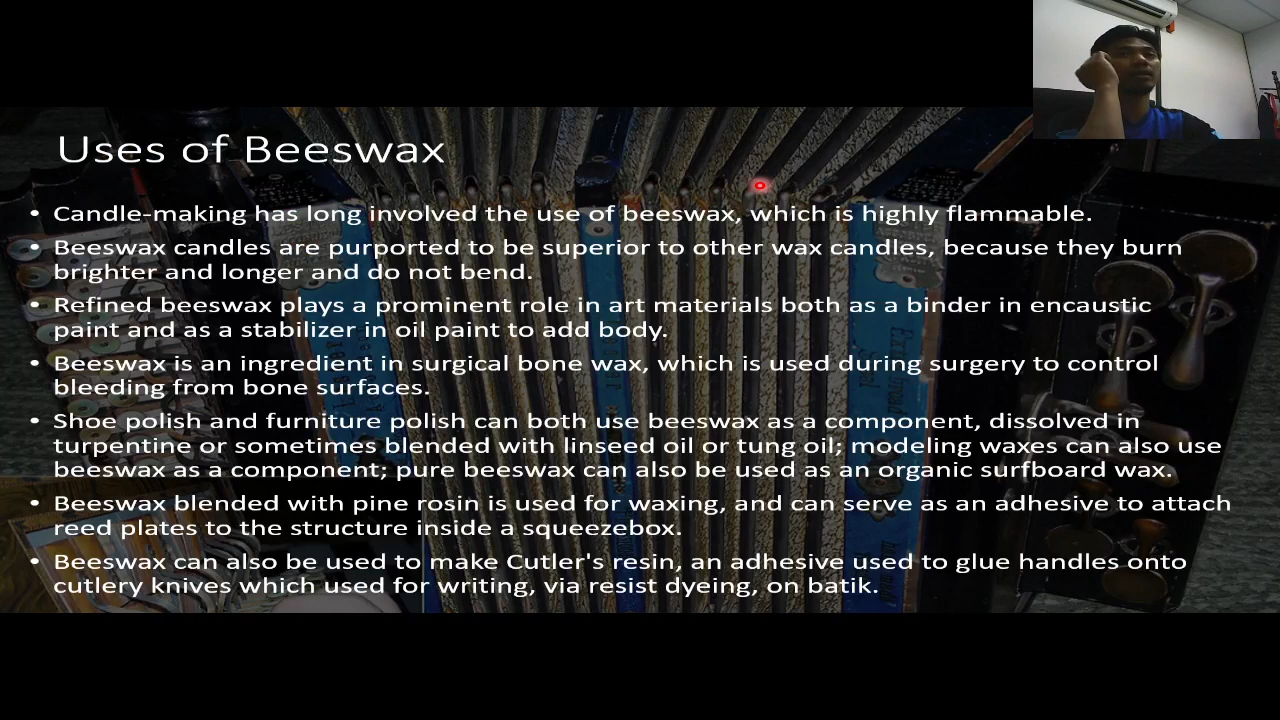 Uses of Beeswax
• Candle-making has long involved the use of beeswax, which is highly flammable.
• Beeswax candles are purported to be superior to other wax candles, because they burn
brighter and longer and do not bend.
• Refined beeswax plays a prominent role in art materials both as a binder in encaustic
paint and as a stabilizer in oil paint to add body.
• Beeswax is an ingredient in surgical bone wax, which is used during surgery to control
bleeding from bone surfaces.
• Shoe polish and furniture polish can both use beeswax as a component, dissolved in
turpentine or sometimes blended with linseed oil or tung oil; modeling waxes can also use
beeswax as a component; pure beeswax can also be used as an organic surfboard wax.
• Beeswax blended with pine rosin is used for waxing, and can serve as an adhesive to attach
reed plates to the structure inside a squeezebox.
• Beeswax can also be used to make Cutler's resin, an adhesive used to glue handles onto
cutlery knives which used for writing, via resist dyeing, on batik.